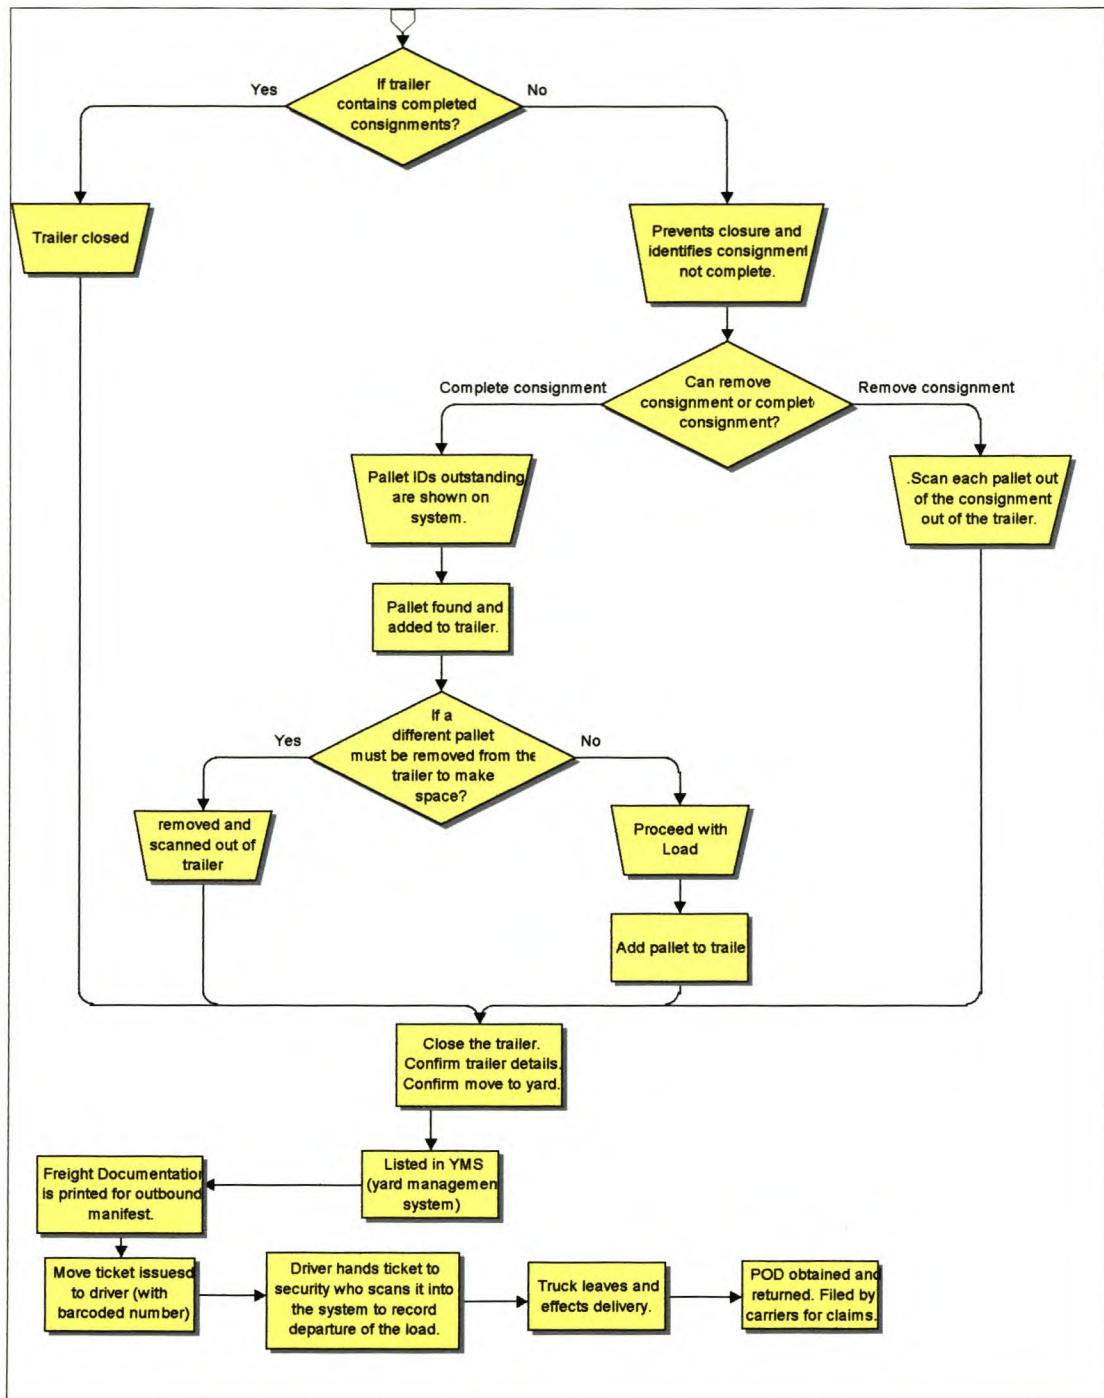 If trailer
contains completed
consignments?
Yes
No
Trailer closed
Prevents closure and
identifies consignment
not complete.
Can remove
consignment or complete
consignment?
Complete consignment
Remove consignment
Pallet IDs outstanding
are shown on
system.
.Scan each pallet out
of the consignment
out of the trailer.
Pallet found and
added to trailer.
If a
different pallet
must be removed from the
trailer to make
space?
Yes
No
removed and
scanned out of
trailer
Proceed with
Load
Add pallet to traile
Close the trailer.
Confirm trailer details.
Confirm move to yard.
Listed in YMS
(yard managemen
system)
Freight Documentation
is printed for outbound
manifest.
Move ticket issuesd
to driver (with
barcoded number)
Driver hands ticket to
security who scans it into
the system to record
departure of the load.
Truck leaves and
effects delivery.
POD obtained and
returned. Filed by
carriers for claims.